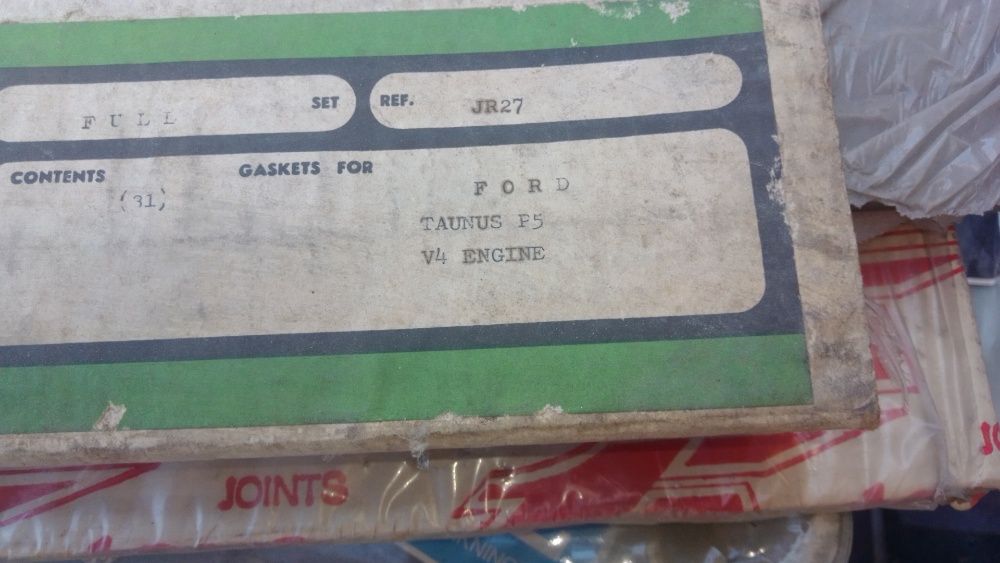 FULL SET REF. JR27
CONTENTS GASKETS FOR
(31) FORD
TAUNUS P5
V4 ENGINE
JOINTS